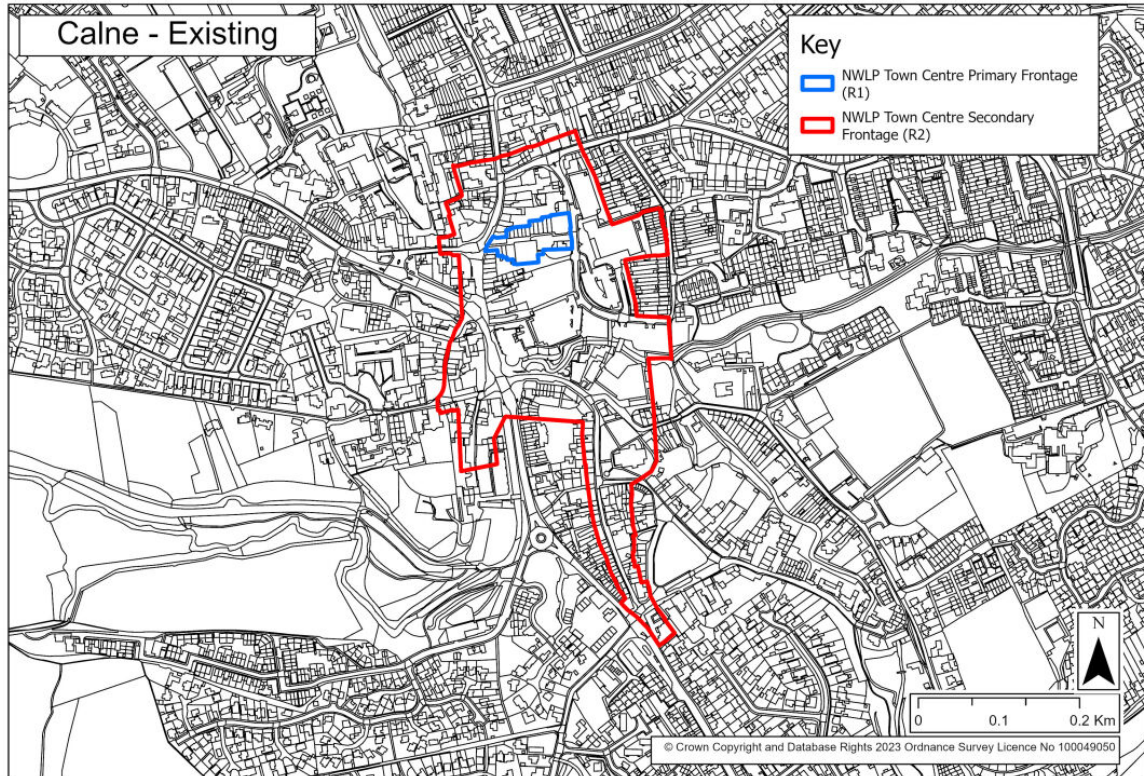 Calne - Existing
Key
NWLP Town Centre Primary Frontage
(R1)
NWLP Town Centre Secondary
Frontage (R2)
N
0 0.1 0.2 Km
© Crown Copyright and Database Rights 2023 Ordnance Survey Licence No 100049050